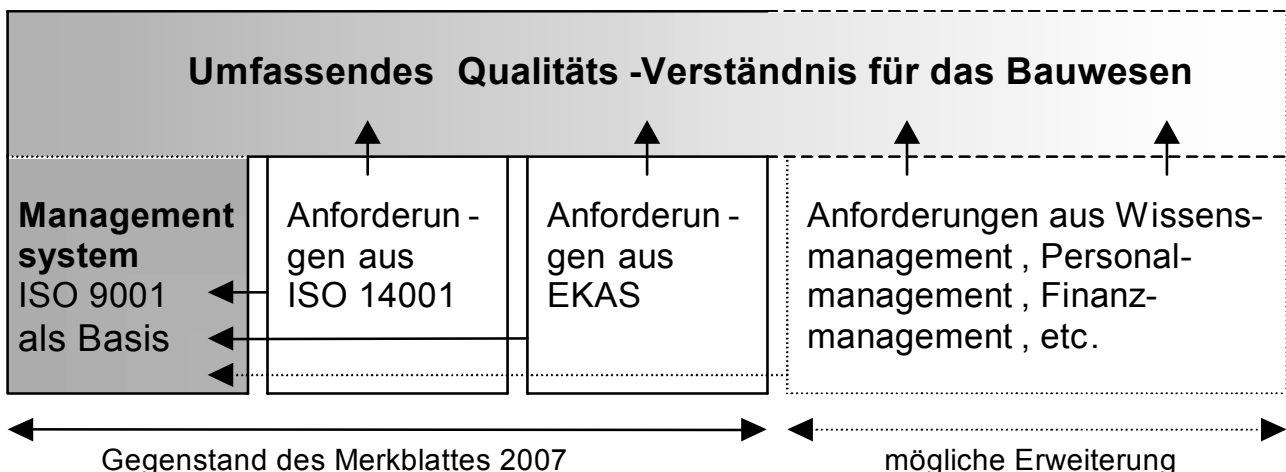 Umfassendes Qualitäts -Verständnis für das Bauwesen
Management
system
ISO 9001
als Basis
Anforderun -
gen aus
ISO 14001
Anforderun -
gen aus
EKAS
Anforderungen aus Wissens-
management , Personal-
management , Finanz-
management , etc.
Gegenstand des Merkblattes 2007
mögliche Erweiterung